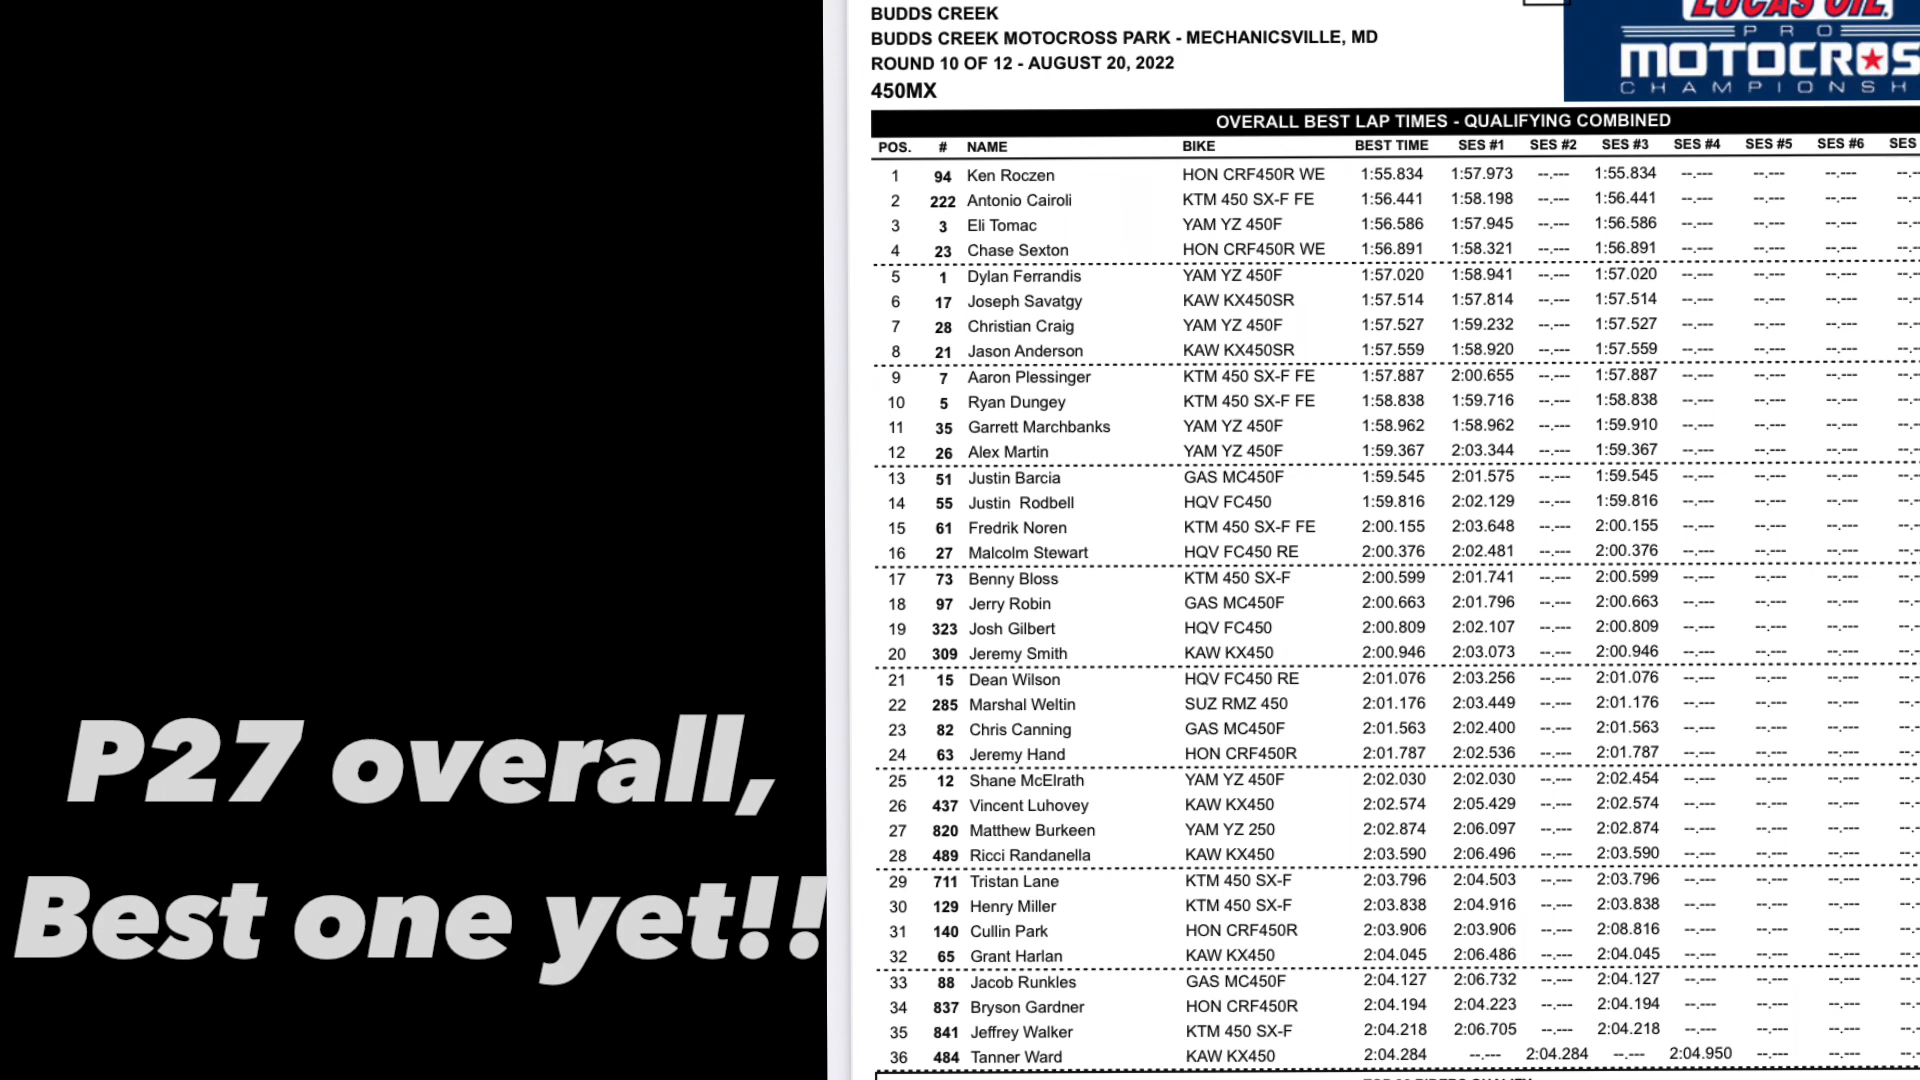 P27 overall,
Best one yet!!
BUDDS CREEK
BUDDS CREEK MOTOCROSS PARK - MECHANICSVILLE, MD
ROUND 10 OF 12 - AUGUST 20, 2022
450MX
LUCAS OIL
PRO
MOTOCROSS
CHAMPIONSH
OVERALL BEST LAP TIMES - QUALIFYING COMBINED
POS. # NAME BIKE BEST TIME SES #1 SES #2 SES #3 SES #4 SES #5 SES #6 SES
1 94 Ken Roczen HON CRF450R WE 1:55.834 1:57.973 --.--- 1:55.834 --.--- --.--- --.--- --.--
2 222 Antonio Cairoli KTM 450 SX-F FE 1:56.441 1:58.198 --.--- 1:56.441 --.--- --.--- --.--- --.--
3 3 Eli Tomac YAM YZ 450F 1:56.586 1:57.945 --.--- 1:56.586 --.--- --.--- --.--- --.--
4 23 Chase Sexton HON CRF450R WE 1:56.891 1:58.321 --.--- 1:56.891 --.--- --.--- --.--- --.--
5 1 Dylan Ferrandis YAM YZ 450F 1:57.020 1:58.941 --.--- 1:57.020 --.--- --.--- --.--- --.--
6 17 Joseph Savatgy KAW KX450SR 1:57.514 1:57.814 --.--- 1:57.514 --.--- --.--- --.--- --.--
7 28 Christian Craig YAM YZ 450F 1:57.527 1:59.232 --.--- 1:57.527 --.--- --.--- --.--- --.--
8 21 Jason Anderson KAW KX450SR 1:57.559 1:58.920 --.--- 1:57.559 --.--- --.--- --.--- --.--
9 7 Aaron Plessinger KTM 450 SX-F FE 1:57.887 2:00.655 --.--- 1:57.887 --.--- --.--- --.--- --.--
10 5 Ryan Dungey KTM 450 SX-F FE 1:58.838 1:59.716 --.--- 1:58.838 --.--- --.--- --.--- --.--
11 35 Garrett Marchbanks YAM YZ 450F 1:58.962 1:58.962 --.--- 1:59.910 --.--- --.--- --.--- --.--
12 26 Alex Martin YAM YZ 450F 1:59.367 2:03.344 --.--- 1:59.367 --.--- --.--- --.--- --.--
13 51 Justin Barcia GAS MC450F 1:59.545 2:01.575 --.--- 1:59.545 --.--- --.--- --.--- --.--
14 55 Justin Rodbell HQV FC450 1:59.816 2:02.129 --.--- 1:59.816 --.--- --.--- --.--- --.--
15 61 Fredrik Noren KTM 450 SX-F FE 2:00.155 2:03.648 --.--- 2:00.155 --.--- --.--- --.--- --.--
16 27 Malcolm Stewart HQV FC450 RE 2:00.376 2:02.481 --.--- 2:00.376 --.--- --.--- --.--- --.--
17 73 Benny Bloss KTM 450 SX-F 2:00.599 2:01.741 --.--- 2:00.599 --.--- --.--- --.--- --.--
18 97 Jerry Robin GAS MC450F 2:00.663 2:01.796 --.--- 2:00.663 --.--- --.--- --.--- --.--
19 323 Josh Gilbert HQV FC450 2:00.809 2:02.107 --.--- 2:00.809 --.--- --.--- --.--- --.--
20 309 Jeremy Smith KAW KX450 2:00.946 2:03.073 --.--- 2:00.946 --.--- --.--- --.--- --.--
21 15 Dean Wilson HQV FC450 RE 2:01.076 2:03.256 --.--- 2:01.076 --.--- --.--- --.--- --.--
22 285 Marshal Weltin SUZ RMZ 450 2:01.176 2:03.449 --.--- 2:01.176 --.--- --.--- --.--- --.--
23 82 Chris Canning GAS MC450F 2:01.563 2:02.400 --.--- 2:01.563 --.--- --.--- --.--- --.--
24 63 Jeremy Hand HON CRF450R 2:01.787 2:02.536 --.--- 2:01.787 --.--- --.--- --.--- --.--
25 12 Shane McElrath YAM YZ 450F 2:02.030 2:02.030 --.--- 2:02.454 --.--- --.--- --.--- --.--
26 437 Vincent Luhovey KAW KX450 2:02.574 2:05.429 --.--- 2:02.574 --.--- --.--- --.--- --.--
27 820 Matthew Burkeen YAM YZ 250 2:02.874 2:06.097 --.--- 2:02.874 --.--- --.--- --.--- --.--
28 489 Ricci Randanella KAW KX450 2:03.590 2:06.496 --.--- 2:03.590 --.--- --.--- --.--- --.--
29 711 Tristan Lane KTM 450 SX-F 2:03.796 2:04.503 --.--- 2:03.796 --.--- --.--- --.--- --.--
30 129 Henry Miller KTM 450 SX-F 2:03.838 2:04.916 --.--- 2:03.838 --.--- --.--- --.--- --.--
31 140 Cullin Park HON CRF450R 2:03.906 2:03.906 --.--- 2:08.816 --.--- --.--- --.--- --.--
32 65 Grant Harlan KAW KX450 2:04.045 2:06.486 --.--- 2:04.045 --.--- --.--- --.--- --.--
33 88 Jacob Runkles GAS MC450F 2:04.127 2:06.732 --.--- 2:04.127 --.--- --.--- --.--- --.--
34 837 Bryson Gardner HON CRF450R 2:04.194 2:04.223 --.--- 2:04.194 --.--- --.--- --.--- --.--
35 841 Jeffrey Walker KTM 450 SX-F 2:04.218 2:06.705 --.--- 2:04.218 --.--- --.--- --.--- --.--
36 484 Tanner Ward KAW KX450 2:04.284 --.--- 2:04.284 --.--- 2:04.950 --.--- --.--- --.--